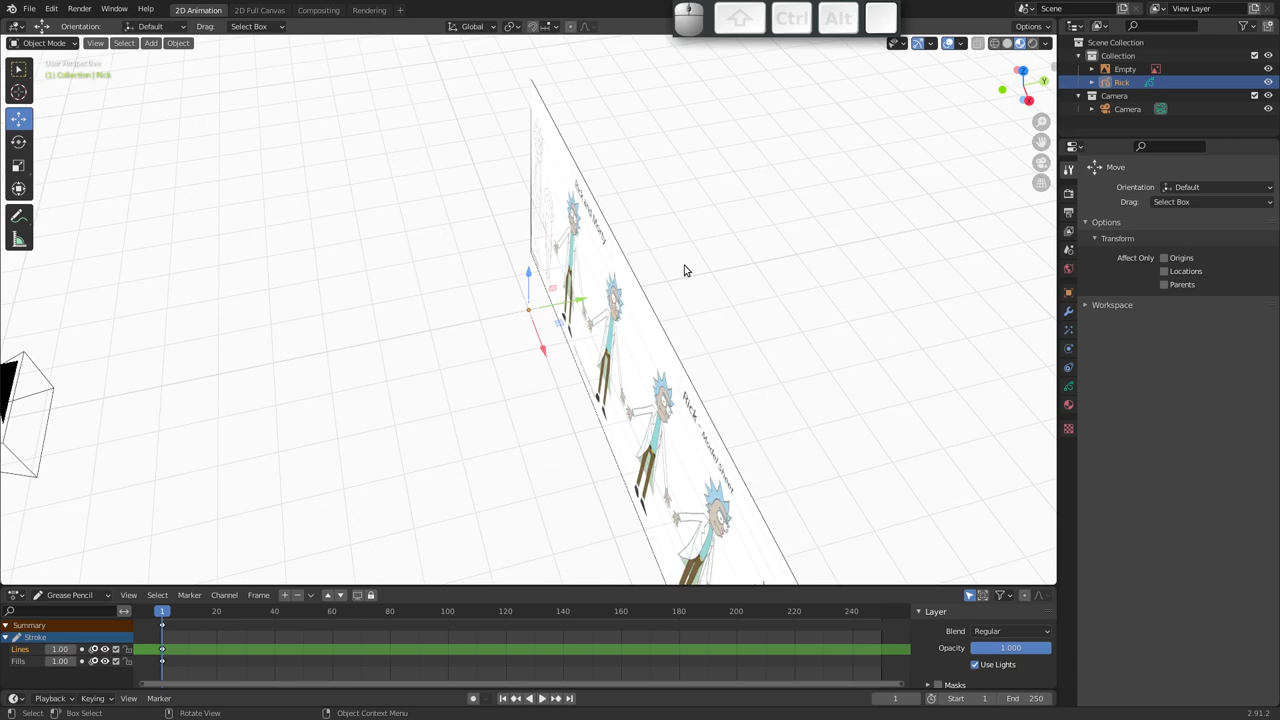 File Edit Render Window Help 2D Animation 2D Full Canvas Compositing Rendering + Ctrl Alt Scene View Layer
Orientation: Default Drag: Select Box Global Options
Object Mode View Select Add Object
User Perspective
(1) Collection | Rick
Z
Y
X
Rick - Model Sheet
Scene Collection
Collection
Empty
Rick
Camera
Camera
Move
Orientation Default
Drag: Select Box
Options
Transform
Affect Only Origins
Locations
Parents
Workspace
Grease Pencil View Select Marker Channel Frame
1 20 40 60 80 100 120 140 160 180 200 220 240
Summary
Stroke
Lines 1.00
Fills 1.00
Layer
Blend Regular
Opacity 1.000
Use Lights
Masks
Playback Keying View Marker 1 Start 1 End 250
Select Box Select Rotate View Object Context Menu 2.91.2